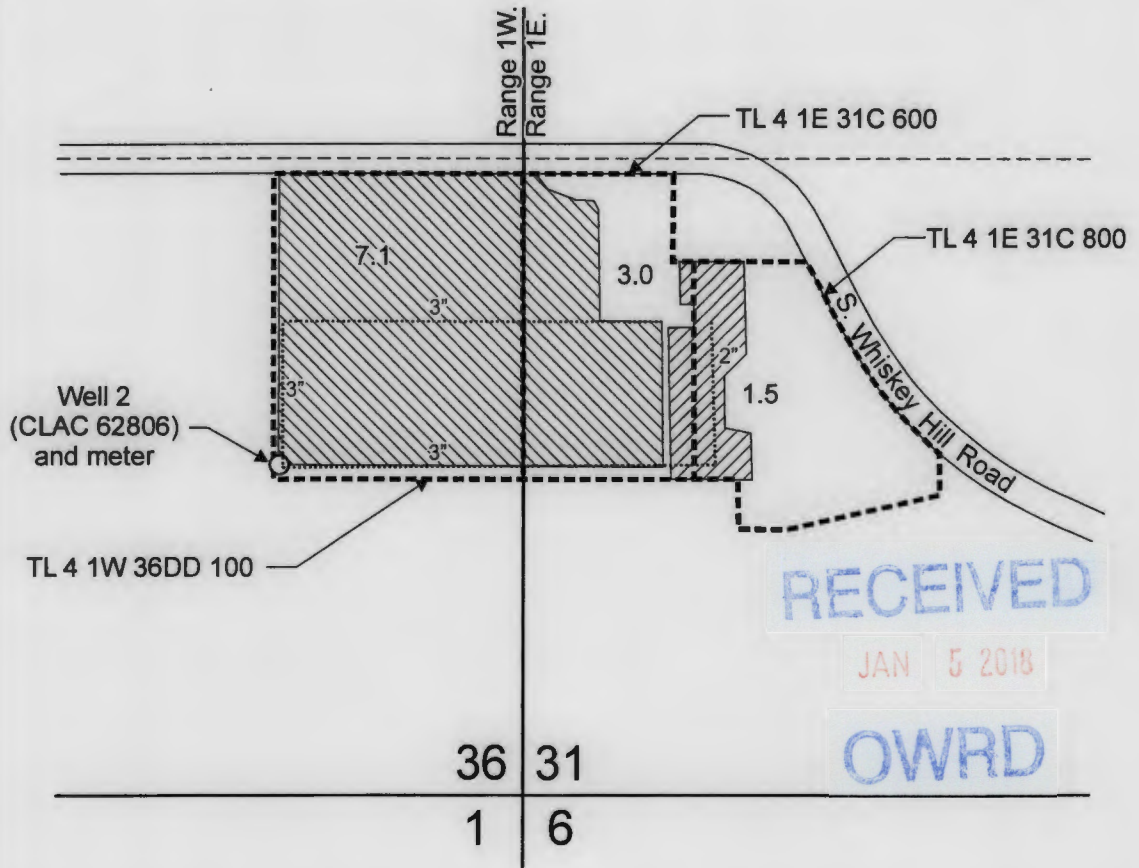 Range 1W.
Range 1E.
TL 4 1E 31C 600
TL 4 1E 31C 800
7.1
3.0
3"
2"
S. Whiskey Hill Road
3"
1.5
Well 2
(CLAC 62806)
and meter
3"
TL 4 1W 36DD 100
RECEIVED
JAN 5 2018
OWRD
36 31
1 6